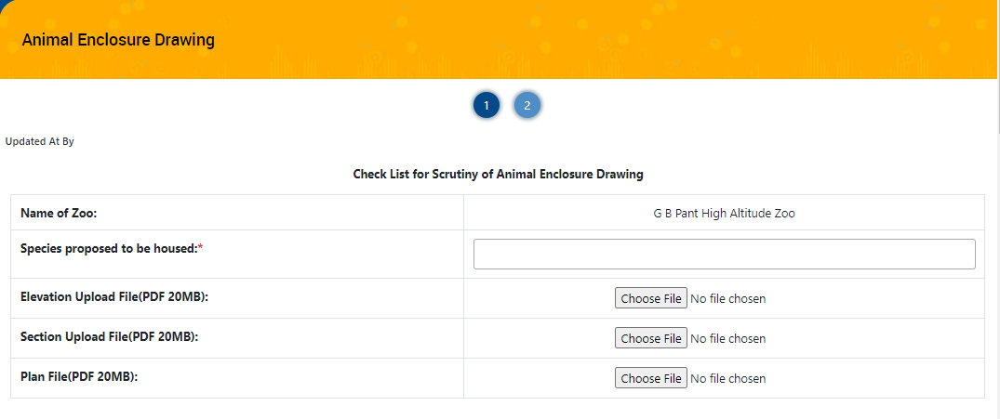 Animal Enclosure Drawing
1 2
Updated At By
Check List for Scrutiny of Animal Enclosure Drawing
Name of Zoo: G B Pant High Altitude Zoo
Species proposed to be housed:*
Elevation Upload File(PDF 20MB): Choose File No file chosen
Section Upload File(PDF 20MB): Choose File No file chosen
Plan File(PDF 20MB): Choose File No file chosen